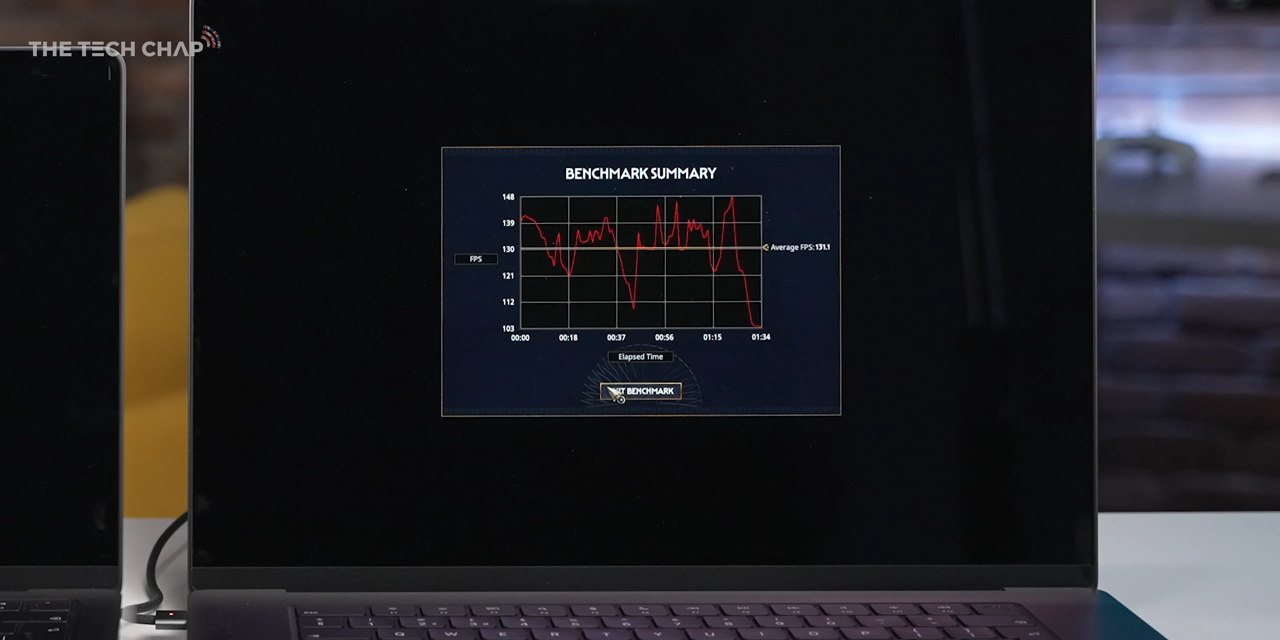 THE TECH CHAP
BENCHMARK SUMMARY
148
139
130
121
112
103
FPS
Average FPS:131.1
00:00 00:18 00:37 00:56 01:15 01:34
Elapsed Time
BENCHMARK
Q W E R T Y U I O P